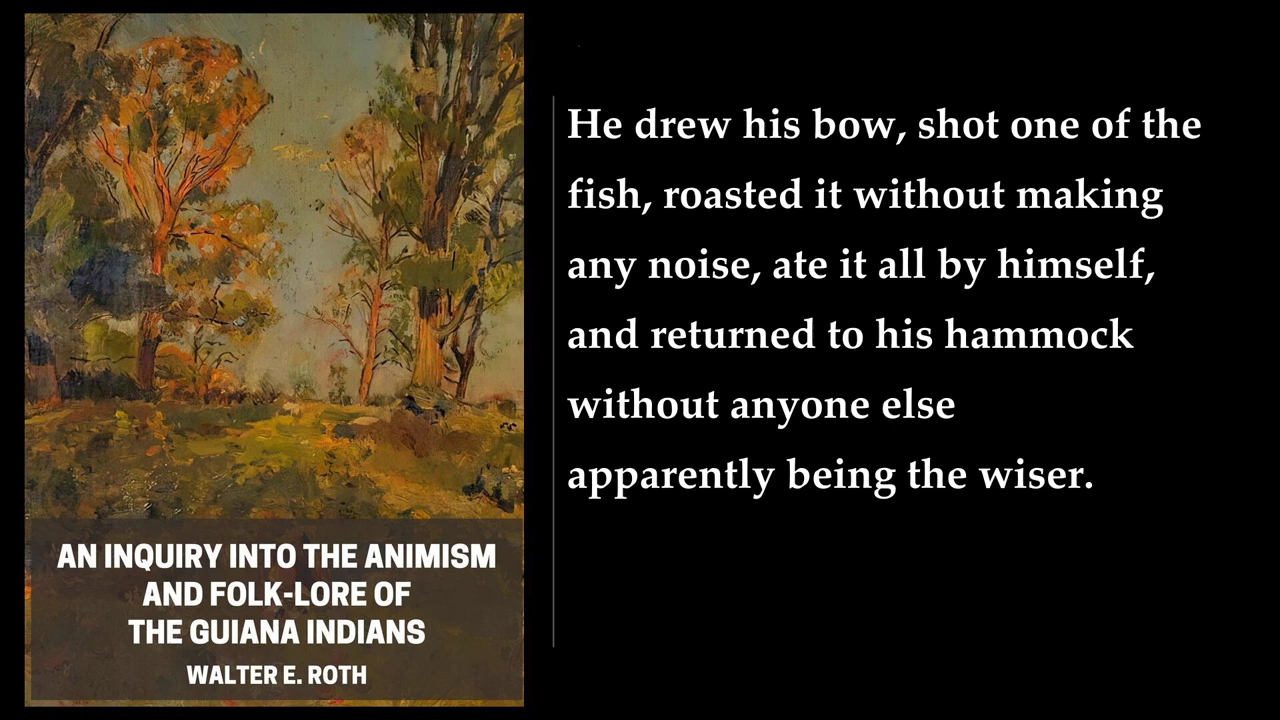 He drew his bow, shot one of the
fish, roasted it without making
any noise, ate it all by himself,
and returned to his hammock
without anyone else
apparently being the wiser.
AN INQUIRY INTO THE ANIMISM
AND FOLK-LORE OF
THE GUIANA INDIANS
WALTER E. ROTH